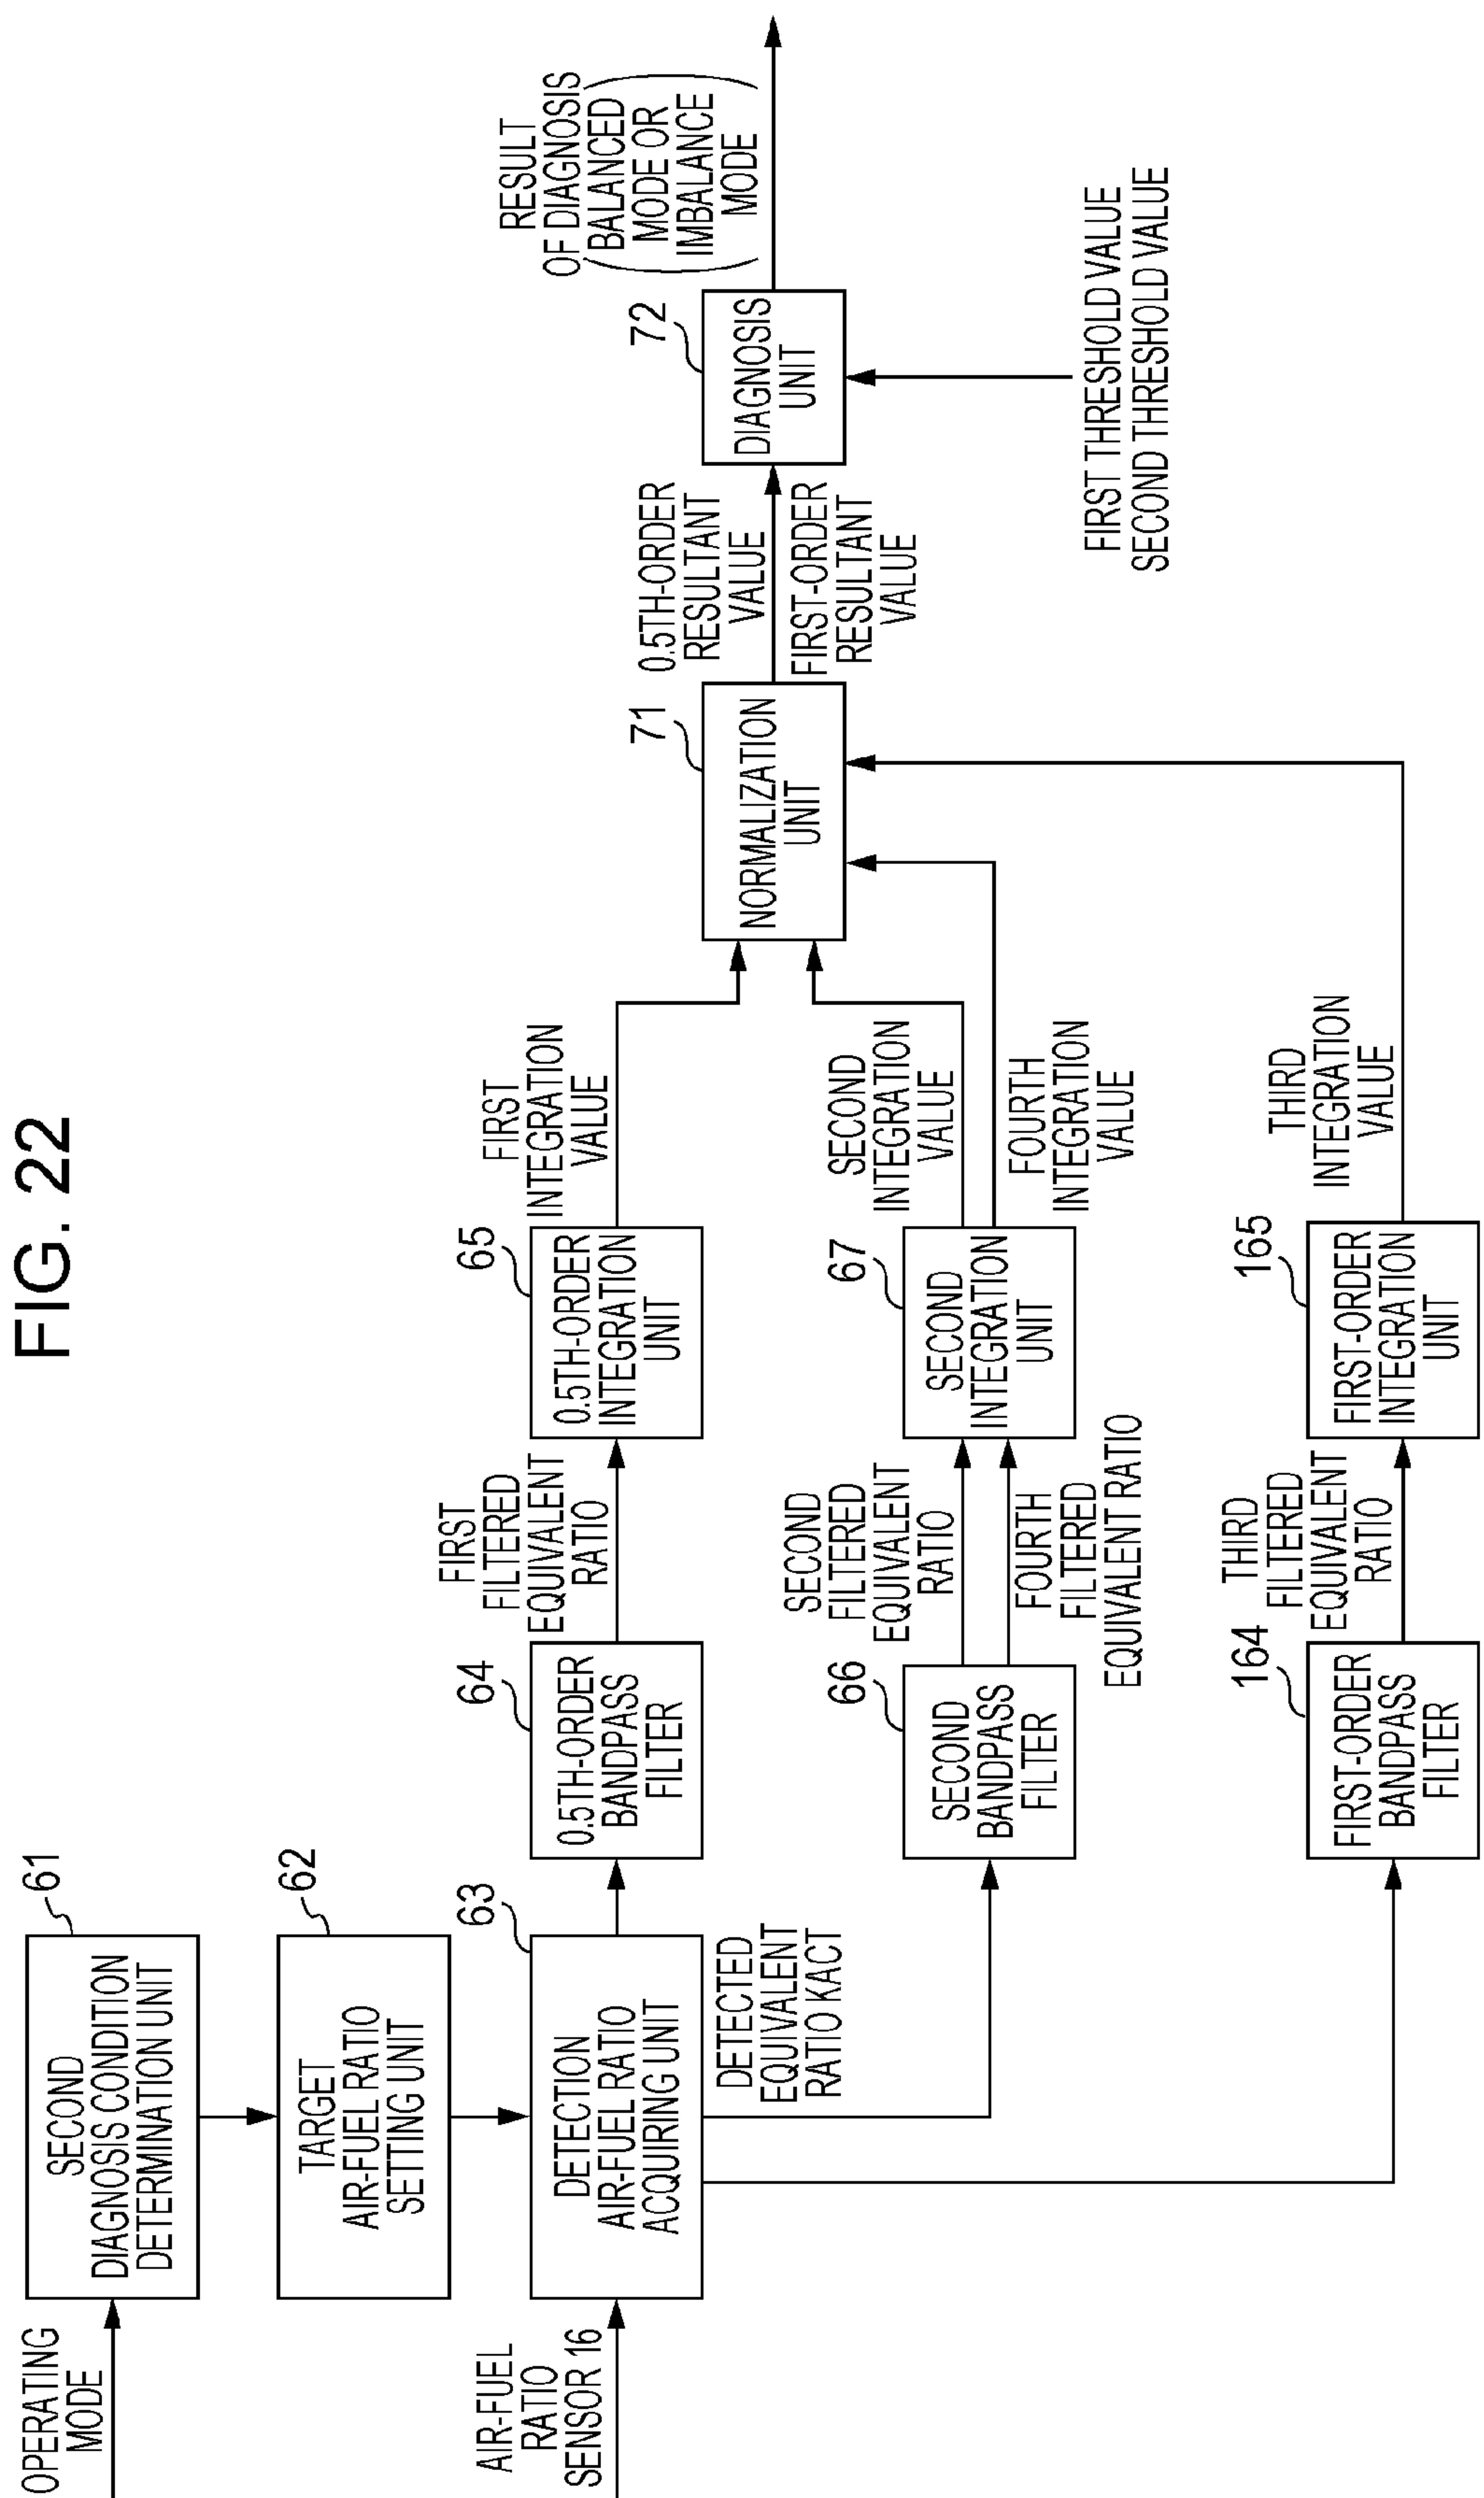 FIG. 22
OPERATING
MODE
61
SECOND
DIAGNOSIS CONDITION
DETERMINATION UNIT
62
TARGET
AIR-FUEL RATIO
SETTING UNIT
AIR-FUEL
RATIO
SENSOR 16
63
DETECTION
AIR-FUEL RATIO
ACQUIRING UNIT
DETECTED
EQUIVALENT
RATIO KACT
64
0.5TH-ORDER
BANDPASS
FILTER
FIRST
FILTERED
EQUIVALENT
RATIO
65
0.5TH-ORDER
INTEGRATION
UNIT
FIRST
INTEGRATION
VALUE
66
SECOND
BANDPASS
FILTER
SECOND
FILTERED
EQUIVALENT
RATIO
FOURTH
FILTERED
EQUIVALENT RATIO
67
SECOND
INTEGRATION
UNIT
SECOND
INTEGRATION
VALUE
FOURTH
INTEGRATION
VALUE
164
FIRST-ORDER
BANDPASS
FILTER
THIRD
FILTERED
EQUIVALENT
RATIO
165
FIRST-ORDER
INTEGRATION
UNIT
THIRD
INTEGRATION
VALUE
71
NORMALIZATION
UNIT
0.5TH-ORDER
RESULTANT
VALUE
FIRST-ORDER
RESULTANT
VALUE
72
DIAGNOSIS
UNIT
FIRST THRESHOLD VALUE
SECOND THRESHOLD VALUE
RESULT
OF DIAGNOSIS
(BALANCED
MODE OR
IMBALANCE
MODE)